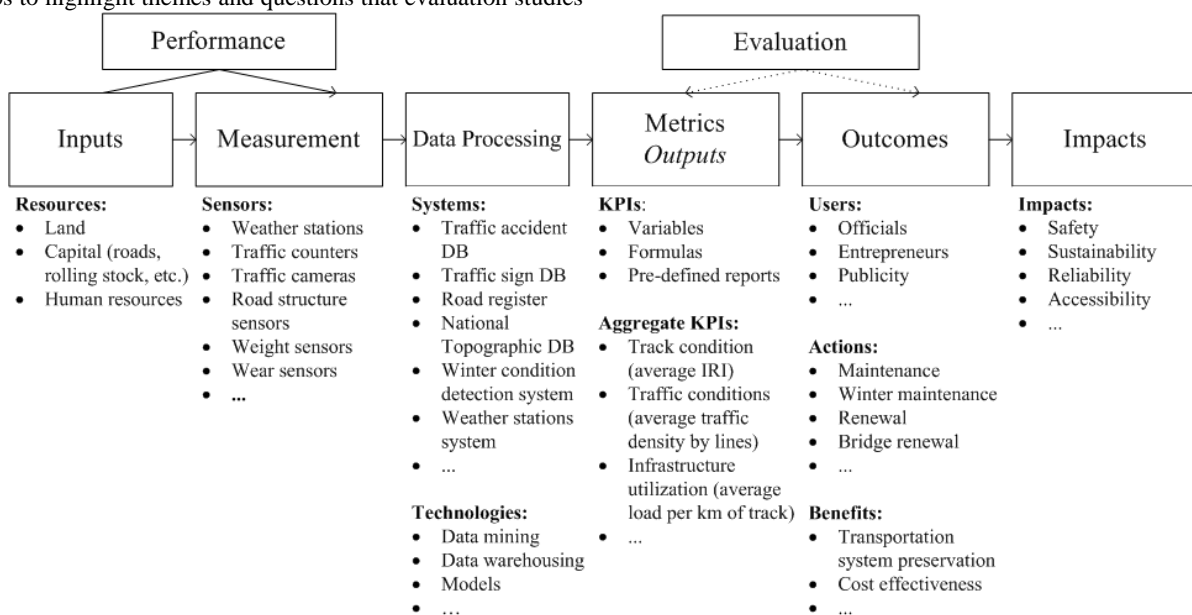 os to highlight themes and questions that evaluation studies
Performance
Evaluation
Inputs
Measurement
Data Processing
Metrics
Outputs
Outcomes
Impacts
Resources:
• Land
• Capital (roads,
rolling stock, etc.)
• Human resources
Sensors:
• Weather stations
• Traffic counters
• Traffic cameras
• Road structure
sensors
• Weight sensors
• Wear sensors
• ...
Systems:
• Traffic accident
DB
• Traffic sign DB
• Road register
• National
Topographic DB
• Winter condition
detection system
• Weather stations
system
• ...
Technologies:
• Data mining
• Data warehousing
• Models
• ...
KPIs:
• Variables
• Formulas
• Pre-defined reports
Aggregate KPIs:
• Track condition
(average IRI)
• Traffic conditions
(average traffic
density by lines)
• Infrastructure
utilization (average
load per km of track)
• ...
Users:
• Officials
• Entrepreneurs
• Publicity
• ...
Actions:
• Maintenance
• Winter maintenance
• Renewal
• Bridge renewal
• ...
Benefits:
• Transportation
system preservation
• Cost effectiveness
• ...
Impacts:
• Safety
• Sustainability
• Reliability
• Accessibility
• ...